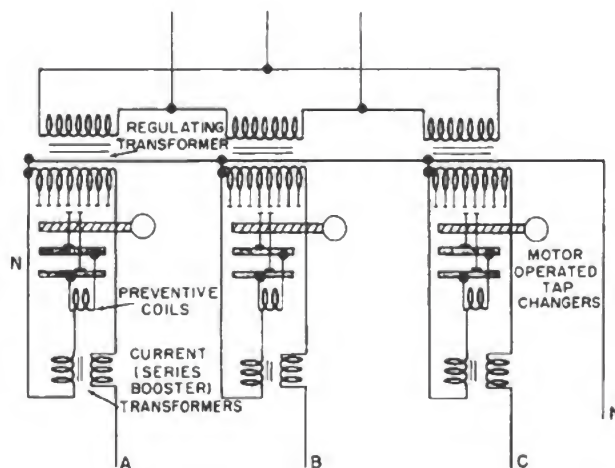 REGULATING
TRANSFORMER
N
PREVENTIVE
COILS
MOTOR
OPERATED
TAP
CHANGERS
CURRENT
(SERIES
BOOSTER)
TRANSFORMERS
N
A
B
C